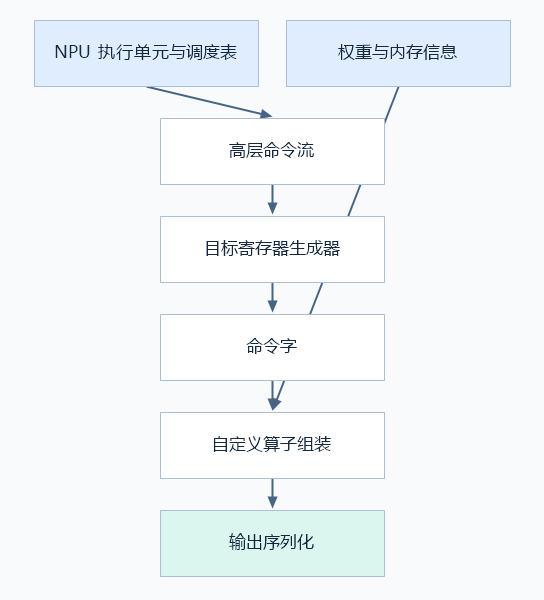 NPU 执行单元与调度表
权重与内存信息
高层命令流
目标寄存器生成器
命令字
自定义算子组装
输出序列化